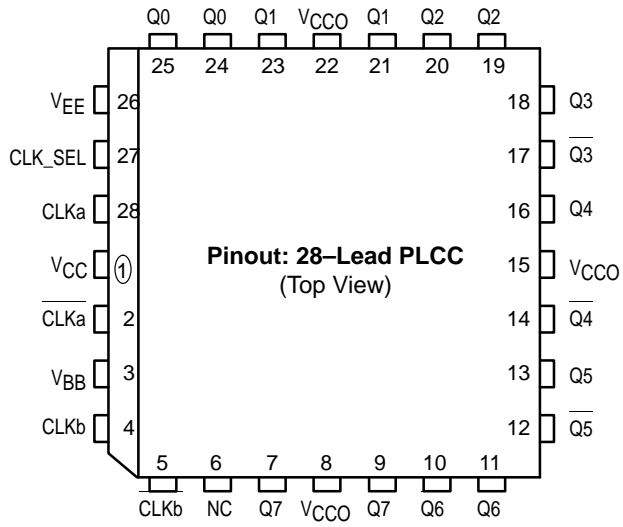 Q0 Q0 Q1 VCCO Q1 Q2 Q2
25 24 23 22 21 20 19
VEE 26 18 Q3
CLK_SEL 27 17 Q3
CLKa 28 16 Q4
VCC 1 15 VCCO
Pinout: 28–Lead PLCC
(Top View)
CLKa 2 14 Q4
VBB 3 13 Q5
CLKb 4 12 Q5
5 6 7 8 9 10 11
CLKb NC Q7 VCCO Q7 Q6 Q6